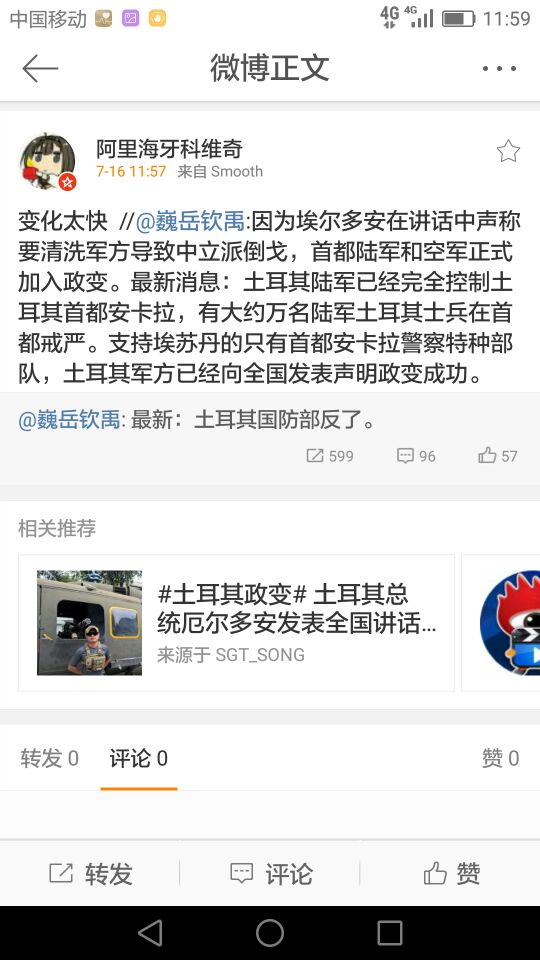 中国移动 4G 4G 11:59
微博正文
阿里海牙科维奇
7-16 11:57 来自 Smooth
变化太快 //@巍岳钦禹:因为埃尔多安在讲话中声称
要清洗军方导致中立派倒戈，首都陆军和空军正式
加入政变。最新消息：土耳其陆军已经完全控制土
耳其首都安卡拉，有大约万名陆军土耳其士兵在首
都戒严。支持埃苏丹的只有首都安卡拉警察特种部
队，土耳其军方已经向全国发表声明政变成功。
@巍岳钦禹: 最新：土耳其国防部反了。
599 96 57
相关推荐
#土耳其政变# 土耳其总
统厄尔多安发表全国讲话...
来源于 SGT_SONG
转发 0 评论 0 赞 0
转发 评论 赞